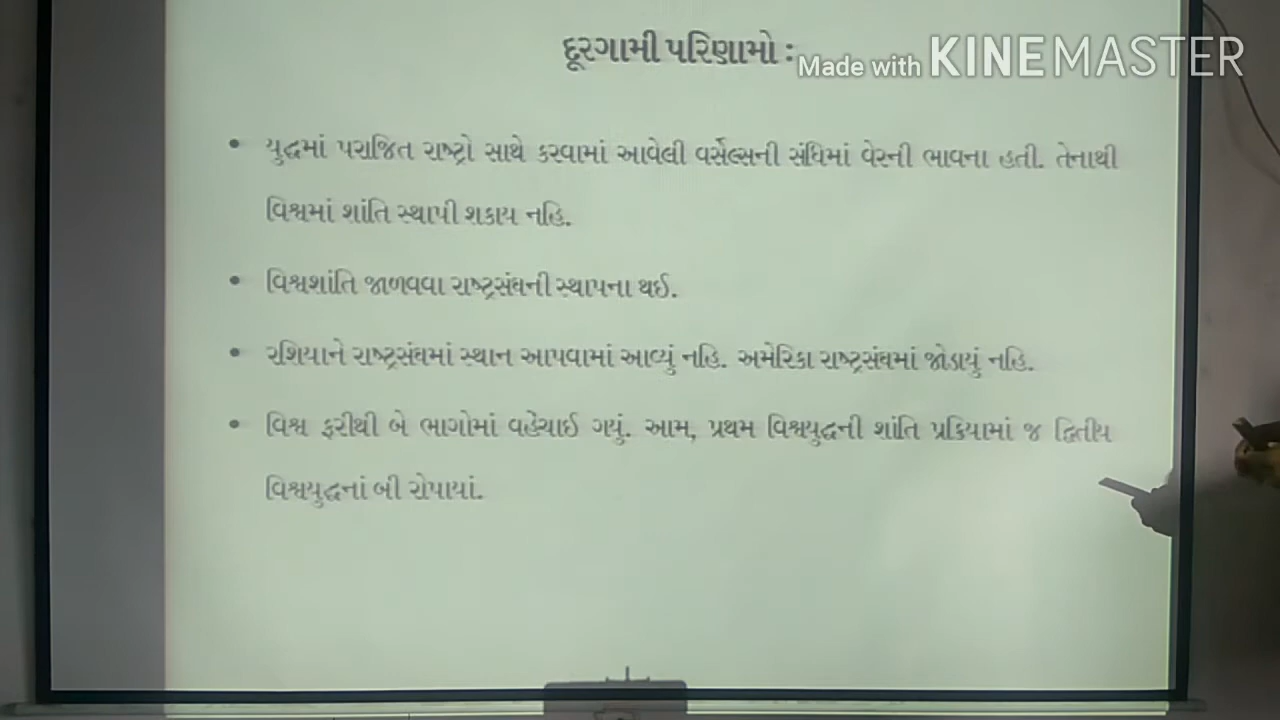 દૂરગામી પરિણામો :
Made with KINEMASTER
• યુદ્ધમાં પરાજિત રાષ્ટ્રો સાથે કરવામાં આવેલી વર્સેલ્સની સંધિમાં વેરની ભાવના હતી. તેનાથી
વિશ્વમાં શાંતિ સ્થાપી શકાય નહિ.
• વિશ્વશાંતિ જાળવવા રાષ્ટ્રસંઘની સ્થાપના થઈ.
• રશિયાને રાષ્ટ્રસંઘમાં સ્થાન આપવામાં આવ્યું નહિ. અમેરિકા રાષ્ટ્રસંઘમાં જોડાયું નહિ.
• વિશ્વ ફરીથી બે ભાગોમાં વહેંચાઈ ગયું. આમ, પ્રથમ વિશ્વયુદ્ધની શાંતિ પ્રક્રિયામાં જ દ્વિતીય
વિશ્વયુદ્ધનાં બી રોપાયાં.